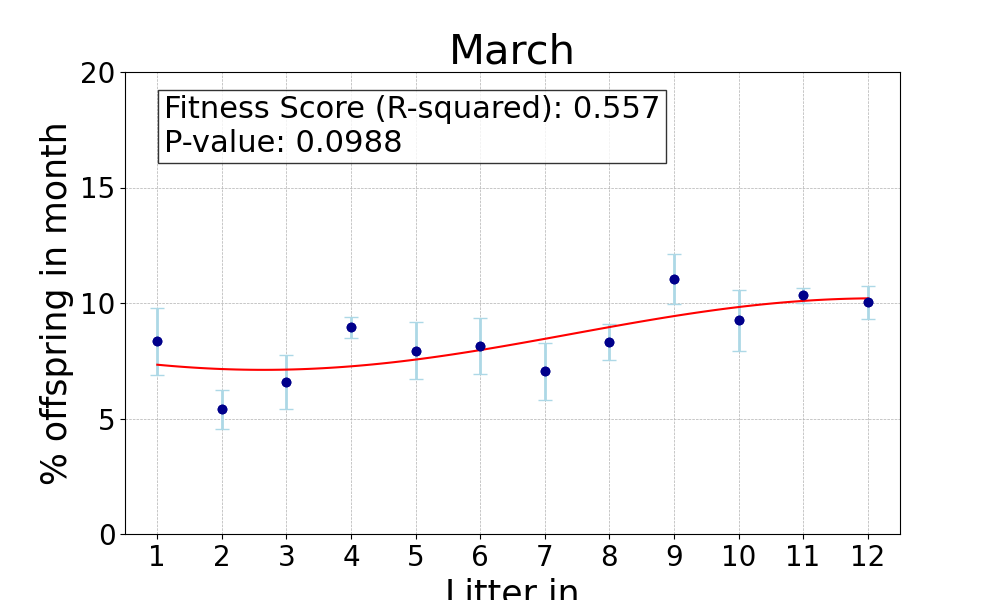 March
Fitness Score (R-squared): 0.557
P-value: 0.0988
% offspring in month
20
15
10
5
0
1 2 3 4 5 6 7 8 9 10 11 12
Litter in